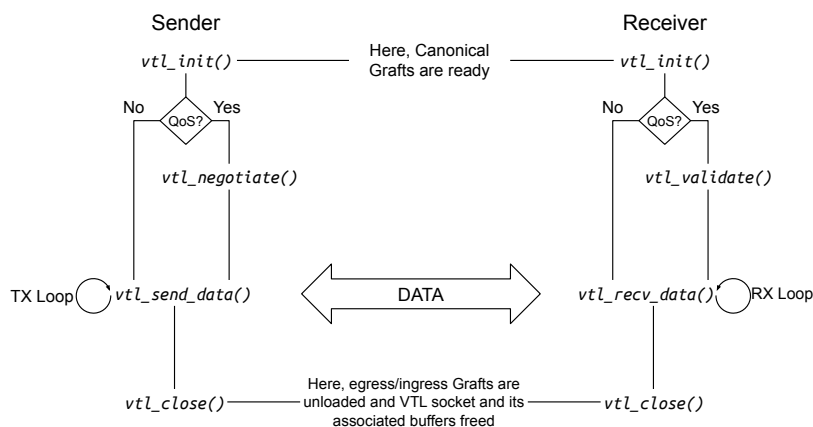 Sender
Receiver
vtl_init()
Here, Canonical
Grafts are ready
vtl_init()
No
Yes
QoS?
No
Yes
QoS?
vtl_negotiate()
vtl_validate()
TX Loop
vtl_send_data()
DATA
vtl_recv_data()
RX Loop
vtl_close()
Here, egress/ingress Grafts are
unloaded and VTL socket and its
associated buffers freed
vtl_close()